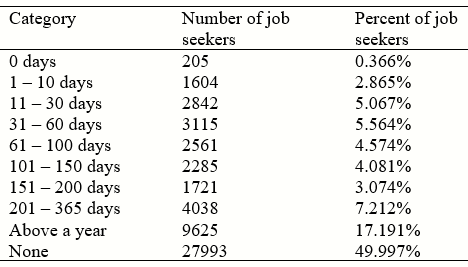 Category Number of job seekers Percent of job seekers
0 days 205 0.366%
1 – 10 days 1604 2.865%
11 – 30 days 2842 5.067%
31 – 60 days 3115 5.564%
61 – 100 days 2561 4.574%
101 – 150 days 2285 4.081%
151 – 200 days 1721 3.074%
201 – 365 days 4038 7.212%
Above a year 9625 17.191%
None 27993 49.997%